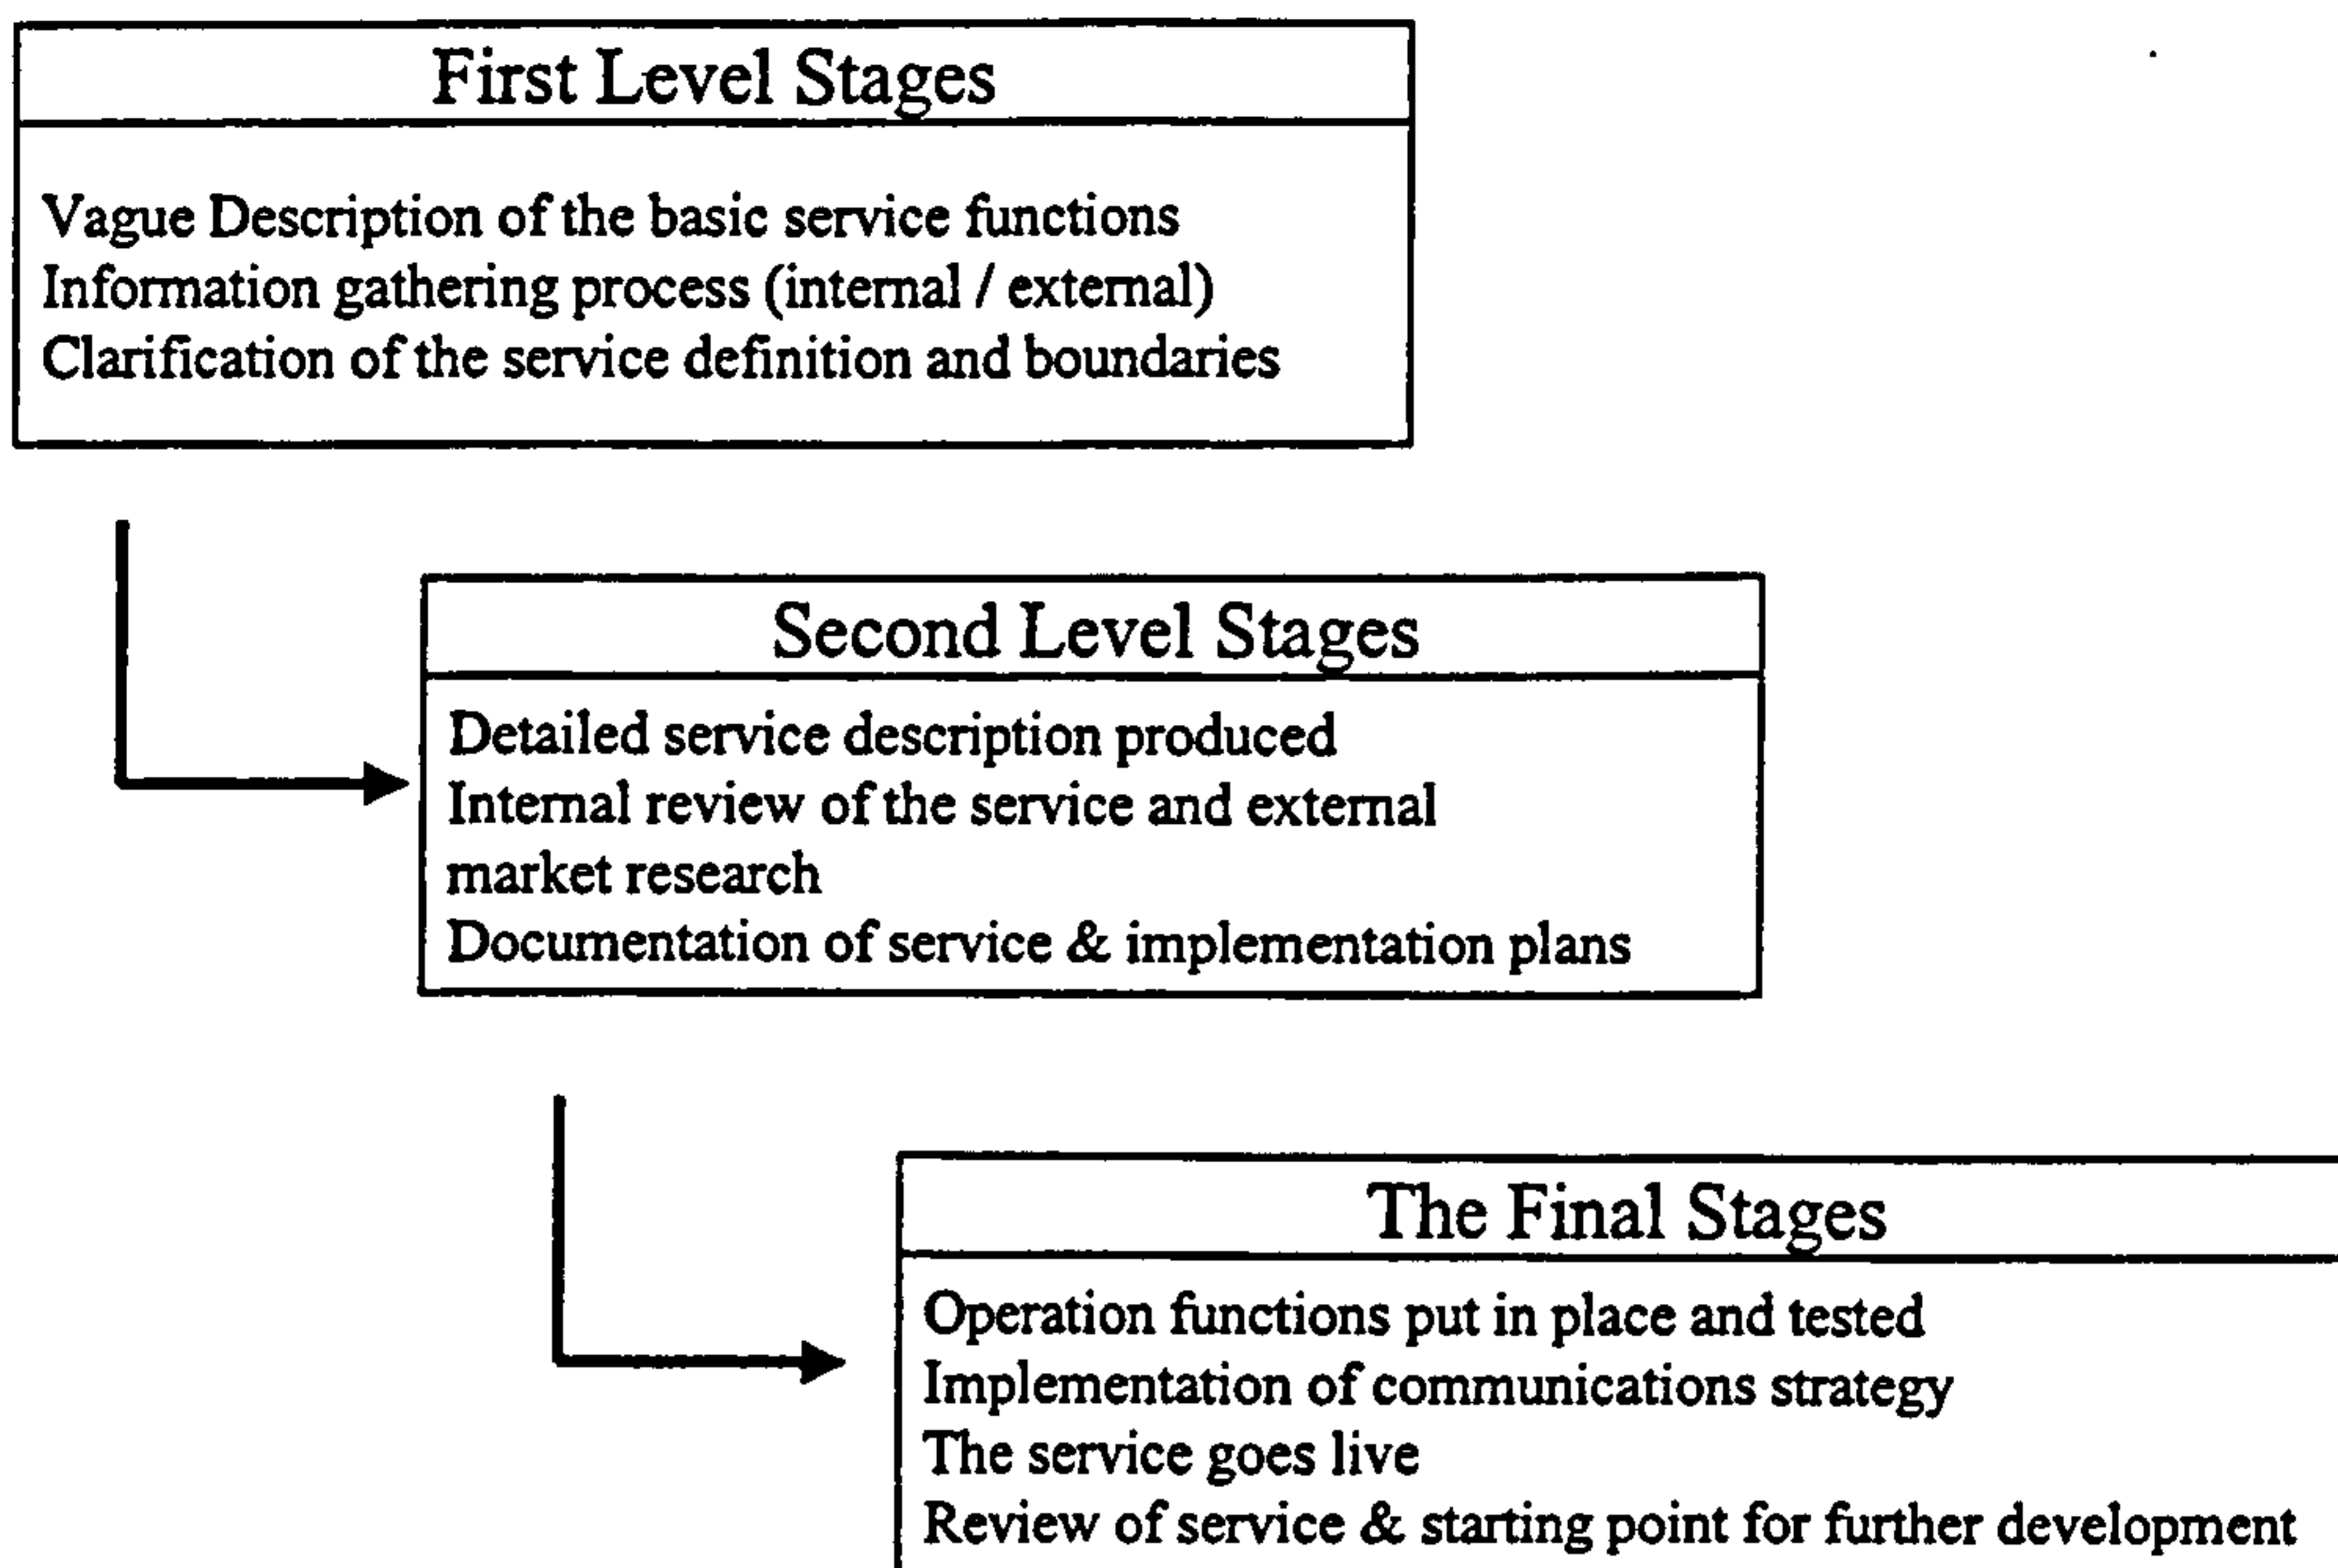 First Level Stages
Vague Description of the basic service functions
Information gathering process (internal / external)
Clarification of the service definition and boundaries
Second Level Stages
Detailed service description produced
Internal review of the service and external
market research
Documentation of service & implementation plans
The Final Stages
Operation functions put in place and tested
Implementation of communications strategy
The service goes live
Review of service & starting point for further development